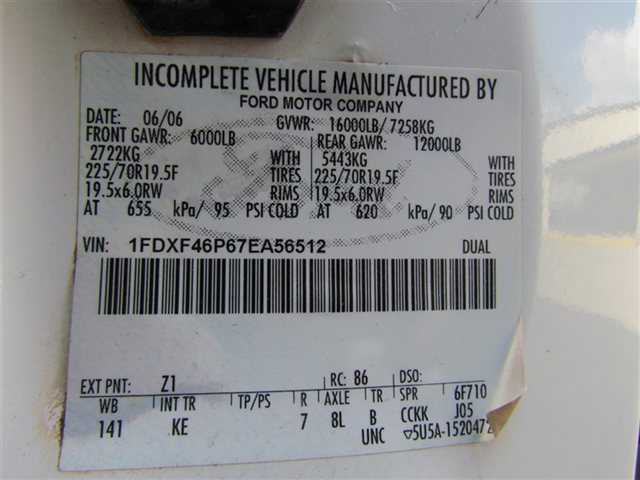 INCOMPLETE VEHICLE MANUFACTURED BY
FORD MOTOR COMPANY
DATE: 06/06 GVWR: 16000LB/ 7258KG
FRONT GAWR: 6000LB REAR GAWR: 12000LB
2722KG WITH 5443KG WITH
225/70R19.5F TIRES 225/70R19.5F TIRES
19.5x6.0RW RIMS 19.5x6.0RW RIMS
AT 655 kPa/ 95 PSI COLD AT 620 kPa/ 90 PSI COLD
VIN: 1FDXF46P67EA56512 DUAL
EXT PNT: Z1 RC: 86 DSO:
WB INT TR TP/PS R AXLE TR SPR 6F710
141 KE 7 8L B CCKK J05
UNC ▽5U5A-1520472